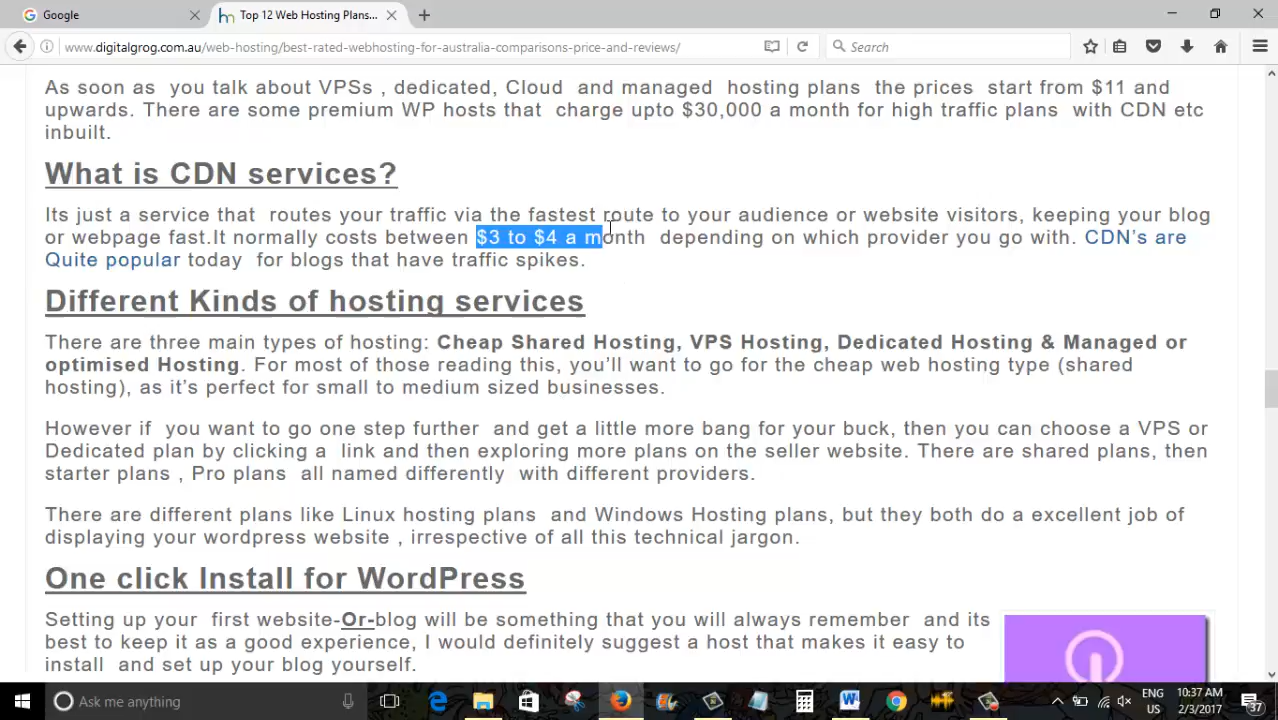 Google
Top 12 Web Hosting Plans...
www.digitalgrog.com.au/web-hosting/best-rated-webhosting-for-australia-comparisons-price-and-reviews/
Search
As soon as you talk about VPSs , dedicated, Cloud and managed hosting plans the prices start from $11 and
upwards. There are some premium WP hosts that charge upto $30,000 a month for high traffic plans with CDN etc
inbuilt.
What is CDN services?
Its just a service that routes your traffic via the fastest route to your audience or website visitors, keeping your blog
or webpage fast.It normally costs between $3 to $4 a month depending on which provider you go with. CDN's are
Quite popular today for blogs that have traffic spikes.
Different Kinds of hosting services
There are three main types of hosting: Cheap Shared Hosting, VPS Hosting, Dedicated Hosting & Managed or
optimised Hosting. For most of those reading this, you'll want to go for the cheap web hosting type (shared
hosting), as it's perfect for small to medium sized businesses.
However if you want to go one step further and get a little more bang for your buck, then you can choose a VPS or
Dedicated plan by clicking a link and then exploring more plans on the seller website. There are shared plans, then
starter plans , Pro plans all named differently with different providers.
There are different plans like Linux hosting plans and Windows Hosting plans, but they both do a excellent job of
displaying your wordpress website , irrespective of all this technical jargon.
One click Install for WordPress
Setting up your first website-Or-blog will be something that you will always remember and its
best to keep it as a good experience, I would definitely suggest a host that makes it easy to
install and set up your blog yourself.
Ask me anything
ENG
US
10:37 AM
2/3/2017
37